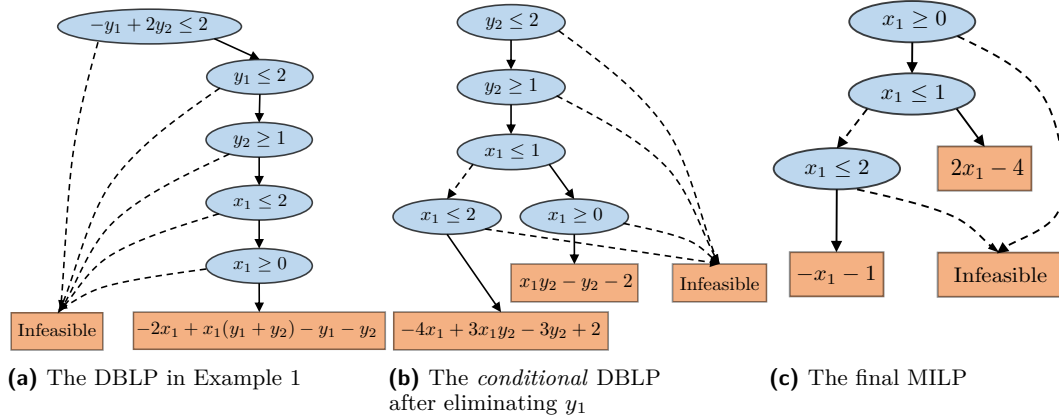 −y₁ + 2y₂ ≤ 2
y₁ ≤ 2
y₂ ≥ 1
x₁ ≤ 2
x₁ ≥ 0
Infeasible
−2x₁ + x₁(y₁ + y₂) − y₁ − y₂
(a) The DBLP in Example 1
y₂ ≤ 2
y₂ ≥ 1
x₁ ≤ 1
x₁ ≤ 2
x₁ ≥ 0
x₁y₂ − y₂ − 2
Infeasible
−4x₁ + 3x₁y₂ − 3y₂ + 2
(b) The conditional DBLP
after eliminating y₁
x₁ ≥ 0
x₁ ≤ 1
x₁ ≤ 2
2x₁ − 4
−x₁ − 1
Infeasible
(c) The final MILP